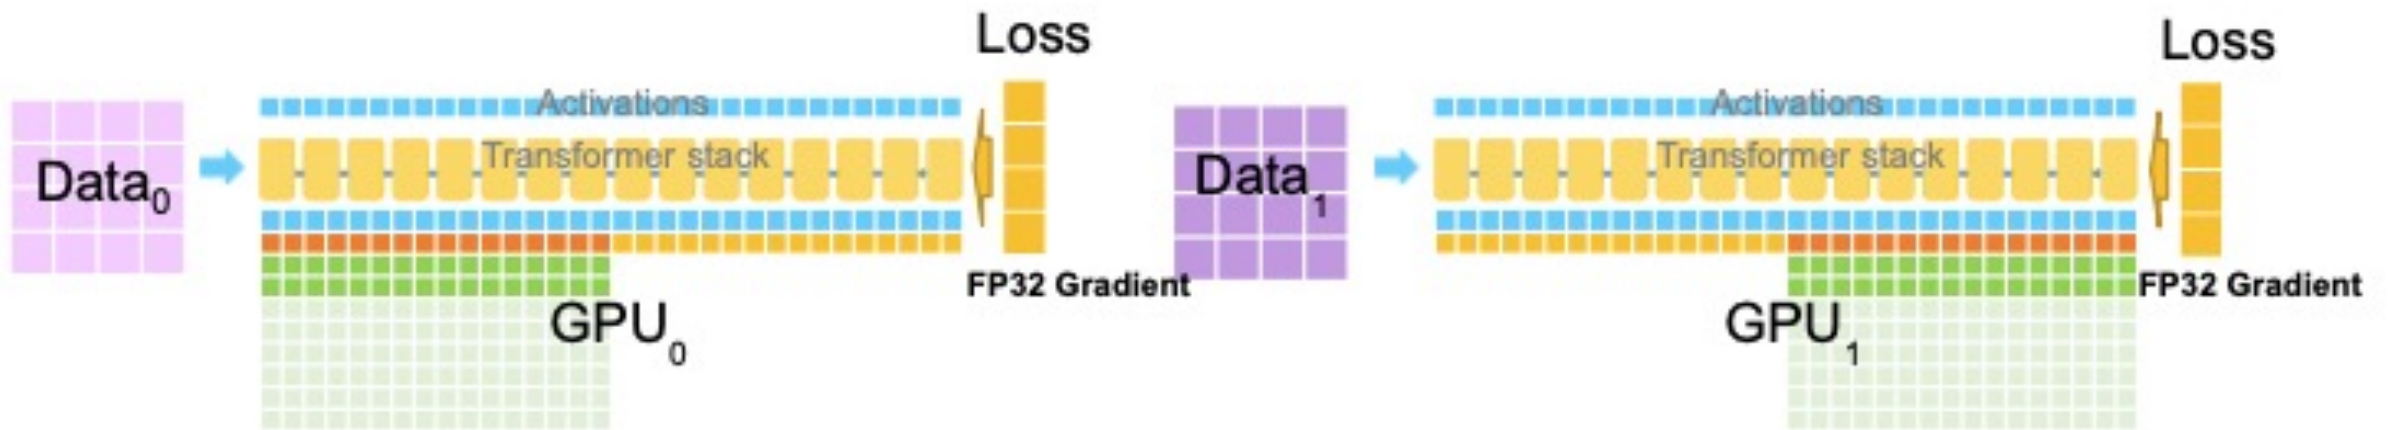 Loss
Activations
Transformer stack
Data0
FP32 Gradient
GPU0
Loss
Activations
Transformer stack
Data1
FP32 Gradient
GPU1